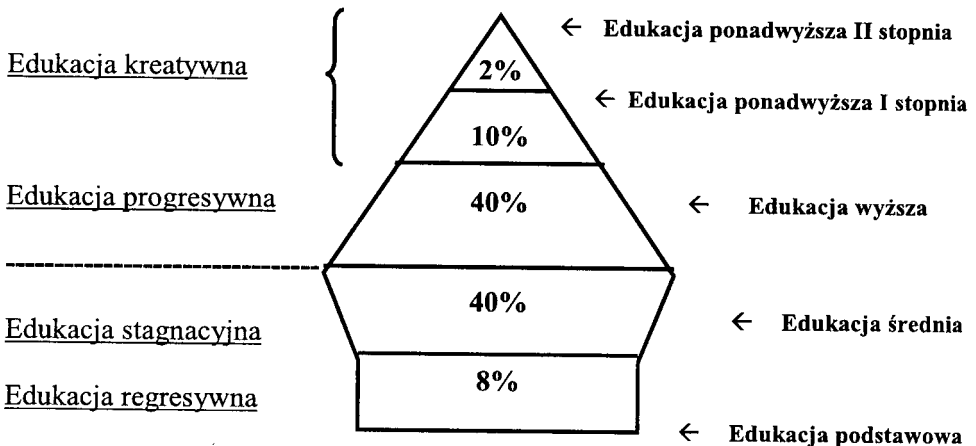 ← Edukacja ponadwyższa II stopnia
Edukacja kreatywna
2%
← Edukacja ponadwyższa I stopnia
10%
Edukacja progresywna
40%
← Edukacja wyższa
40%
Edukacja stagnacyjna
← Edukacja średnia
8%
Edukacja regresywna
← Edukacja podstawowa